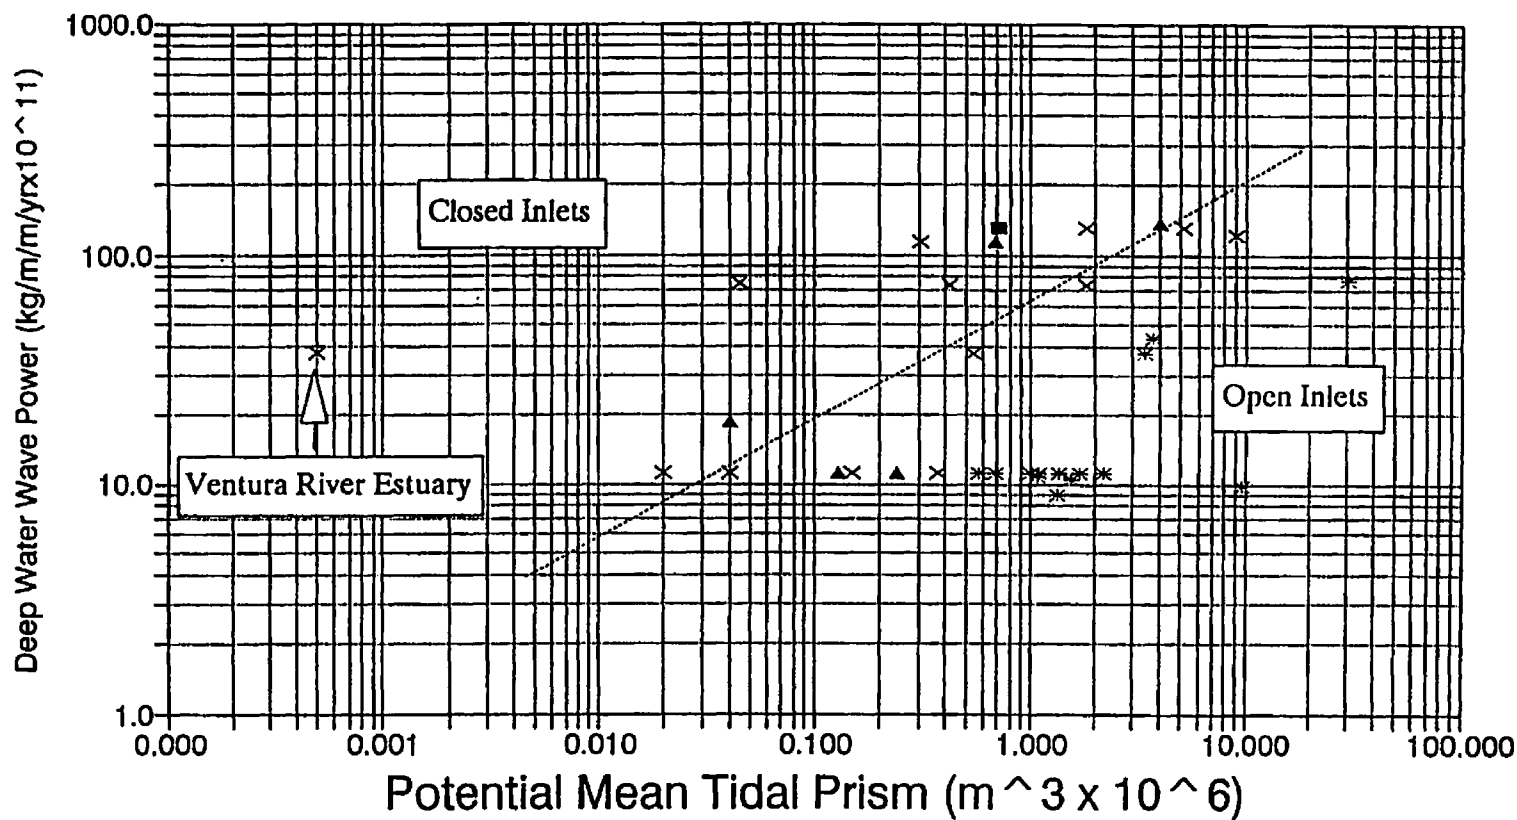 Deep Water Wave Power (kg/m/m/yrx10^11)
1000.0
100.0
10.0
1.0
Closed Inlets
Open Inlets
Ventura River Estuary
0.000
0.001
0.010
0.100
1.000
10.000
100.000
Potential Mean Tidal Prism (m^3 x 10^6)